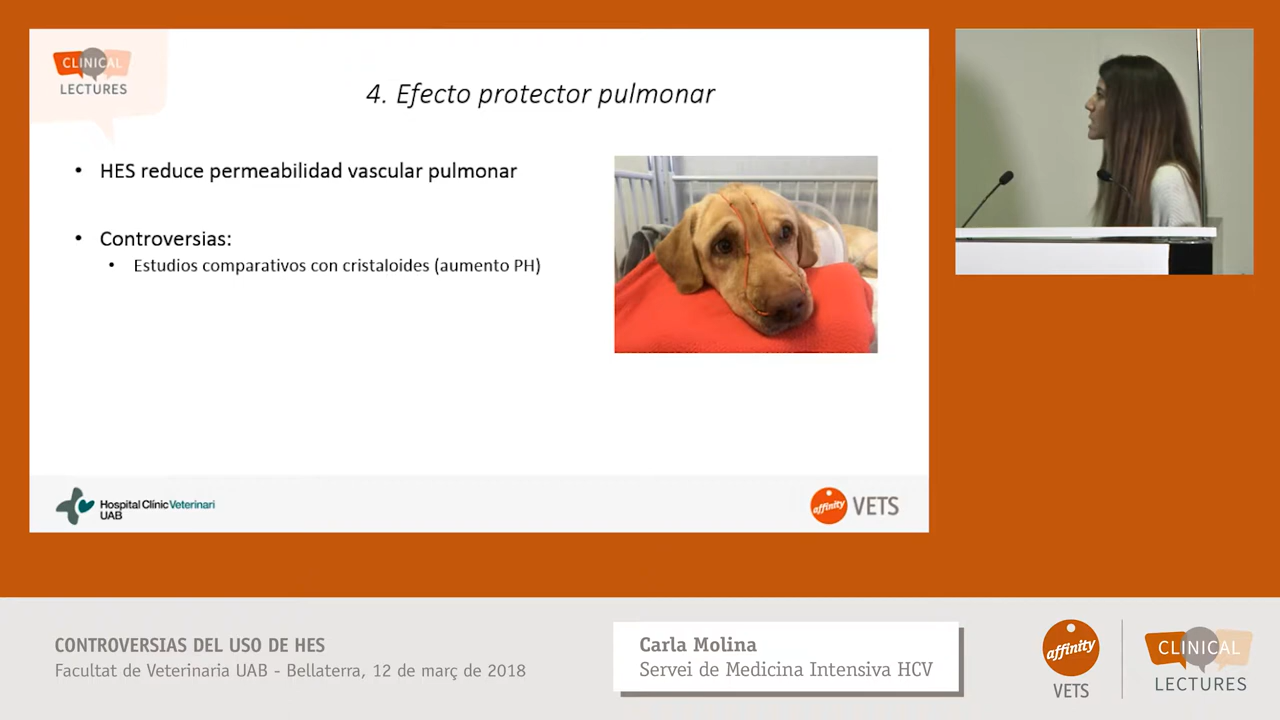 CLINICAL
LECTURES
4. Efecto protector pulmonar
• HES reduce permeabilidad vascular pulmonar
• Controversias:
• Estudios comparativos con cristaloides (aumento PH)
Hospital Clínic Veterinari
UAB
affinity VETS
CONTROVERSIAS DEL USO DE HES
Facultat de Veterinaria UAB - Bellaterra, 12 de març de 2018
Carla Molina
Servei de Medicina Intensiva HCV
affinity
VETS
CLINICAL
LECTURES